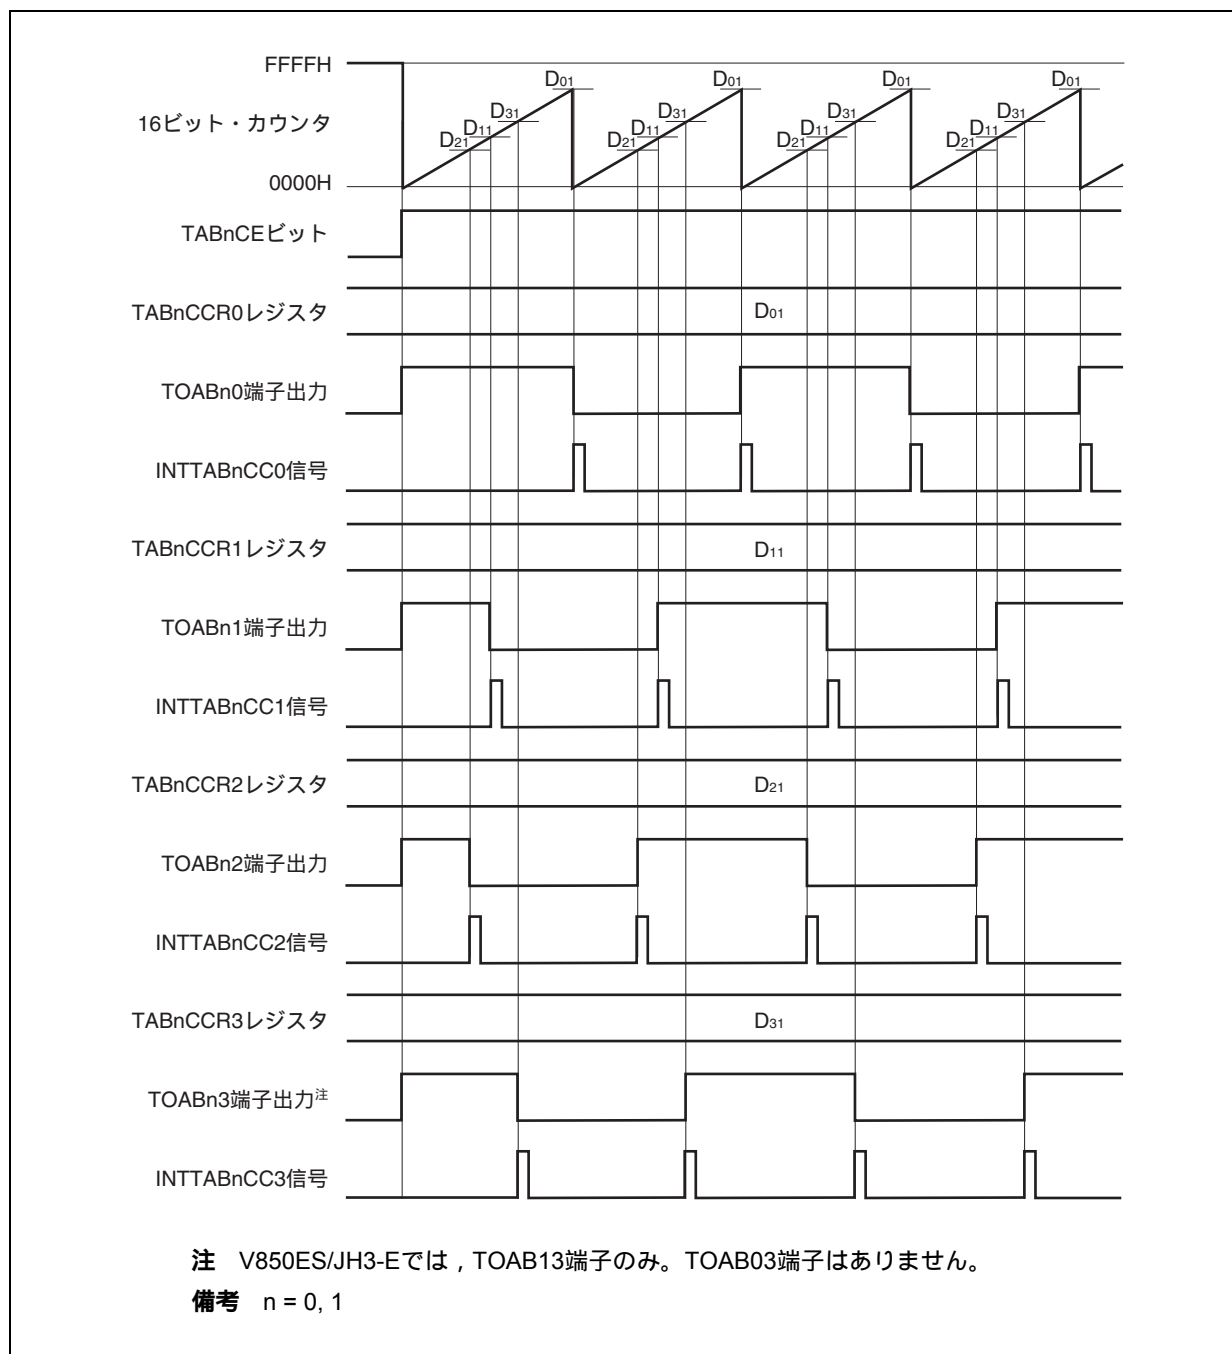 FFFFH
D01 D01 D01 D01
16ビット・カウンタ
D31 D31 D31 D31
D11 D11 D11 D11
D21 D21 D21 D21
0000H
TABnCEビット
TABnCCR0レジスタ D01
TOABn0端子出力
INTTABnCC0信号
TABnCCR1レジスタ D11
TOABn1端子出力
INTTABnCC1信号
TABnCCR2レジスタ D21
TOABn2端子出力
INTTABnCC2信号
TABnCCR3レジスタ D31
TOABn3端子出力注
INTTABnCC3信号
注 V850ES/JH3-Eでは，TOAB13端子のみ。TOAB03端子はありません。
備考 n = 0, 1